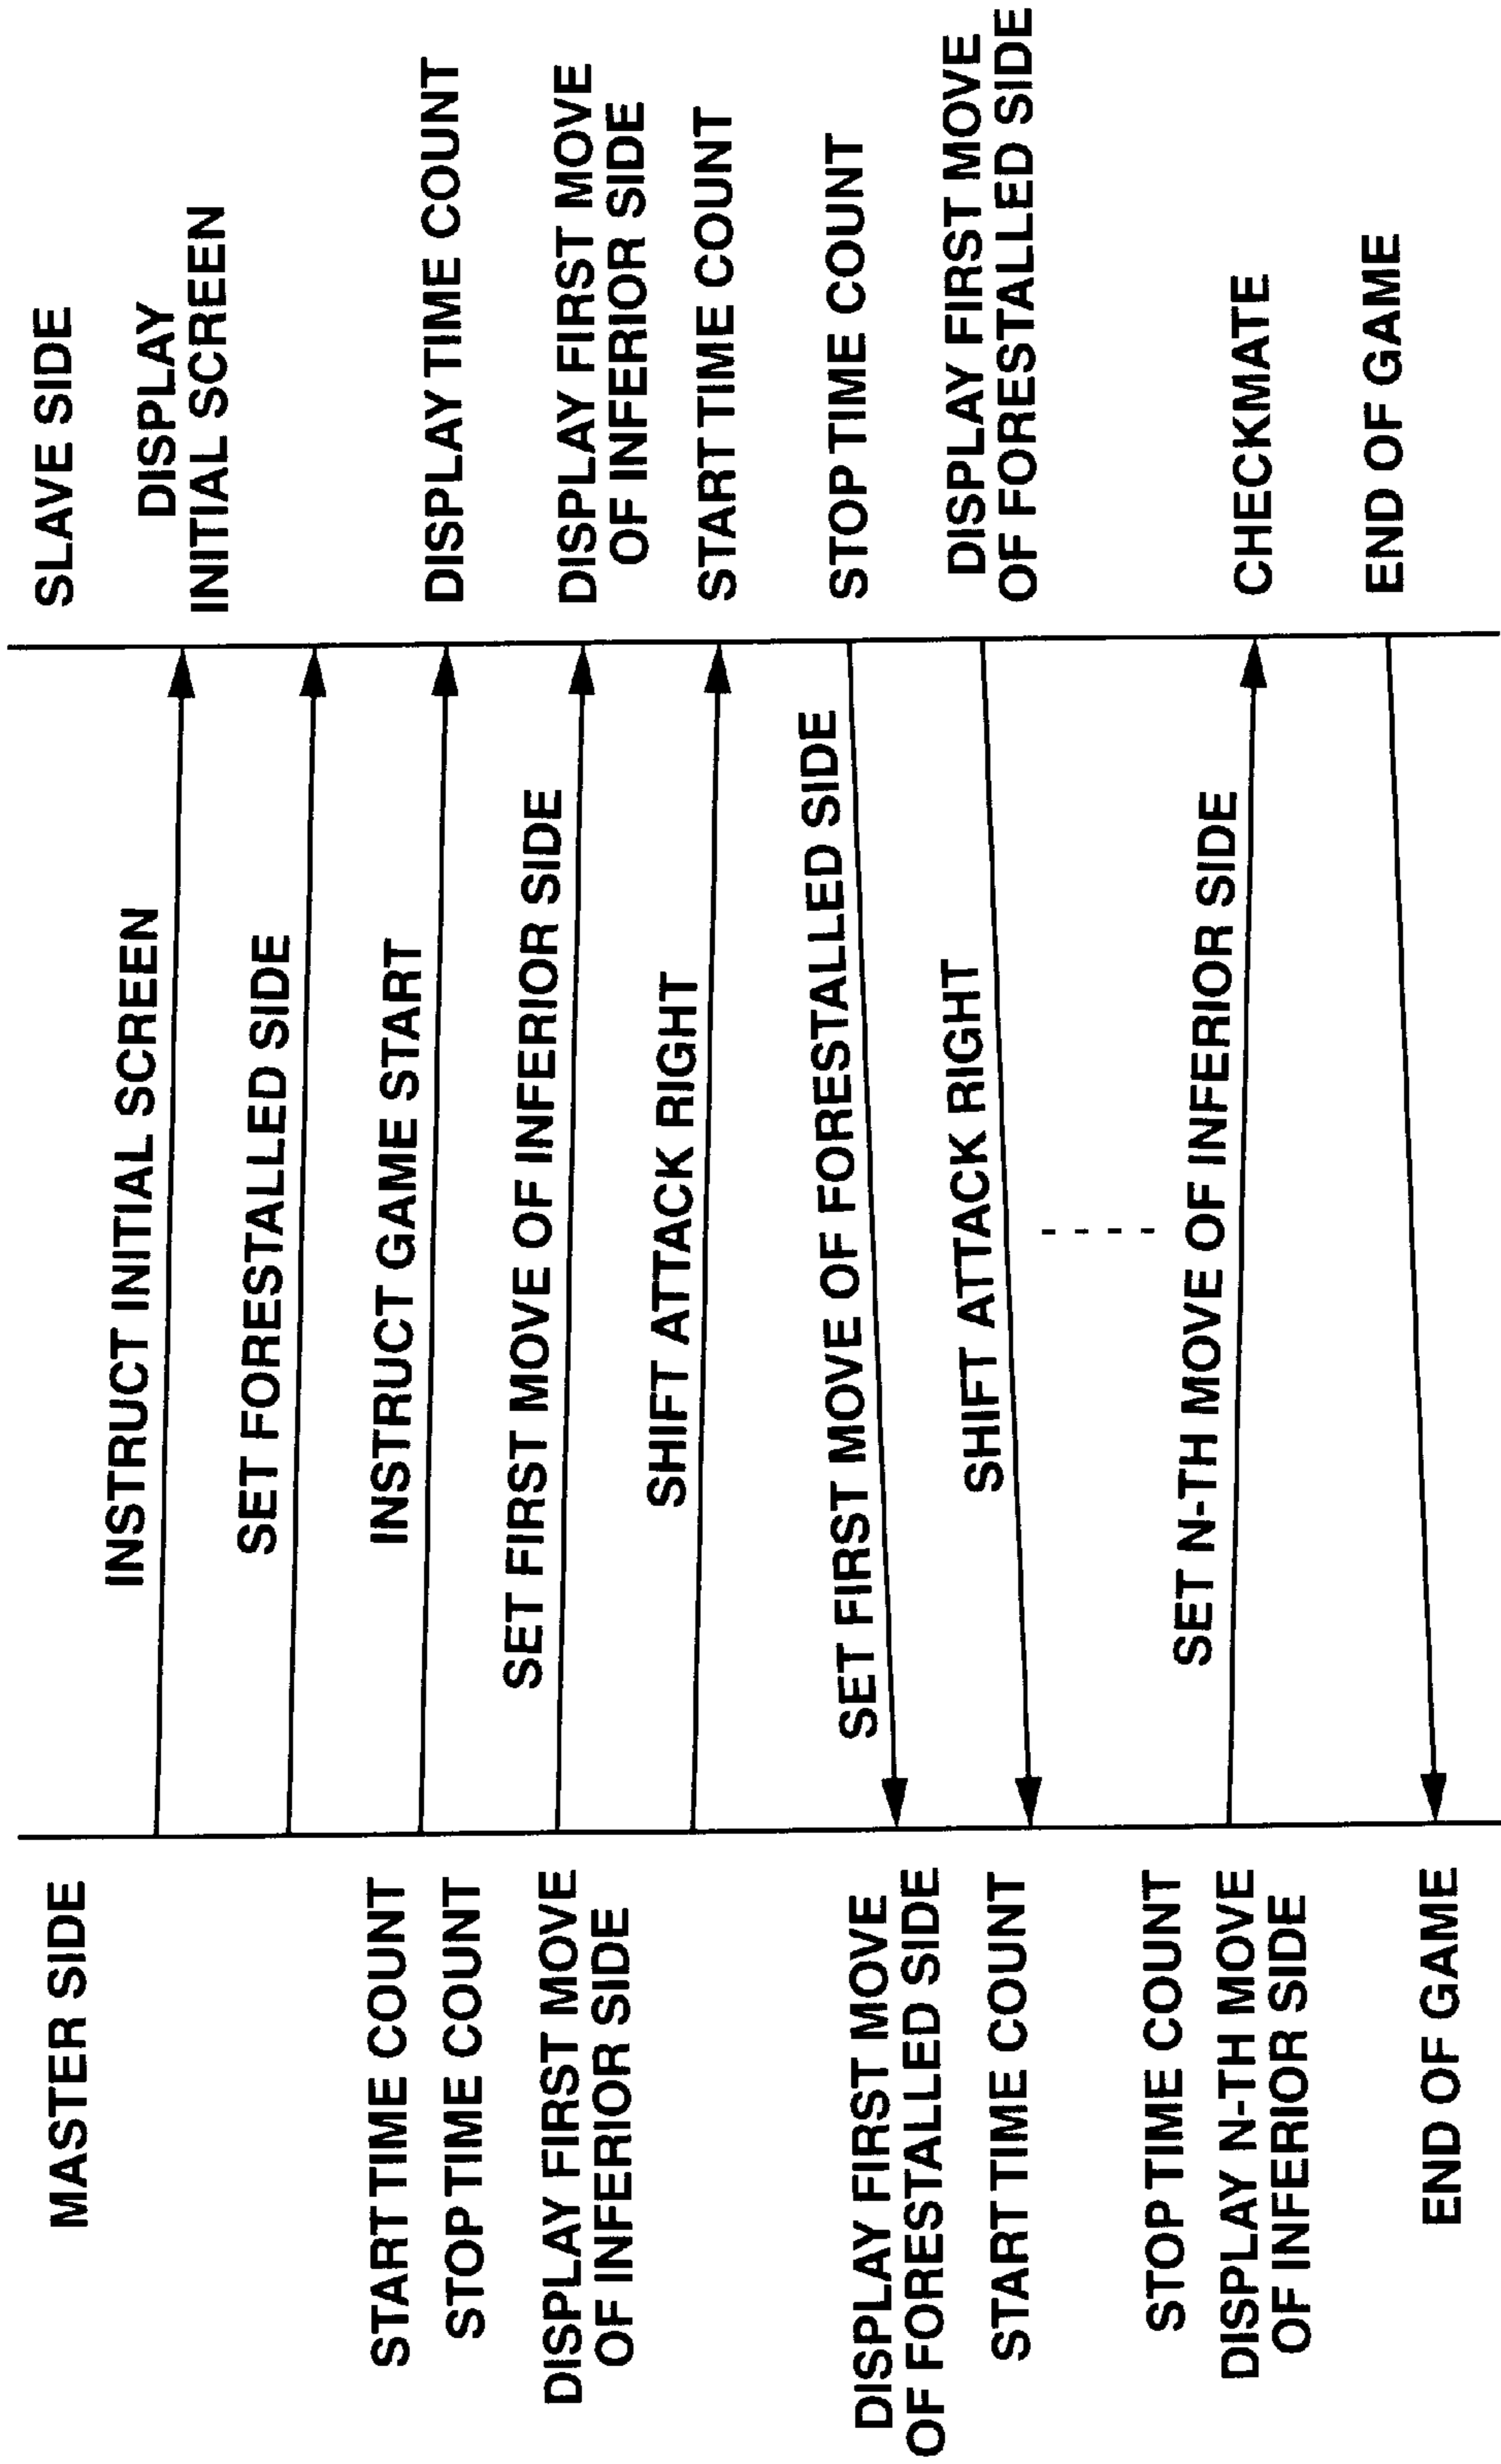 MASTER SIDE
SLAVE SIDE
INSTRUCT INITIAL SCREEN
DISPLAY
INITIAL SCREEN
SET FORESTALLED SIDE
START TIME COUNT
INSTRUCT GAME START
DISPLAY TIME COUNT
STOP TIME COUNT
DISPLAY FIRST MOVE
OF INFERIOR SIDE
SET FIRST MOVE OF INFERIOR SIDE
DISPLAY FIRST MOVE
OF INFERIOR SIDE
SHIFT ATTACK RIGHT
START TIME COUNT
DISPLAY FIRST MOVE
OF FORESTALLED SIDE
SET FIRST MOVE OF FORESTALLED SIDE
STOP TIME COUNT
START TIME COUNT
SHIFT ATTACK RIGHT
DISPLAY FIRST MOVE
OF FORESTALLED SIDE
STOP TIME COUNT
DISPLAY N-TH MOVE
OF INFERIOR SIDE
SET N-TH MOVE OF INFERIOR SIDE
CHECKMATE
END OF GAME
END OF GAME